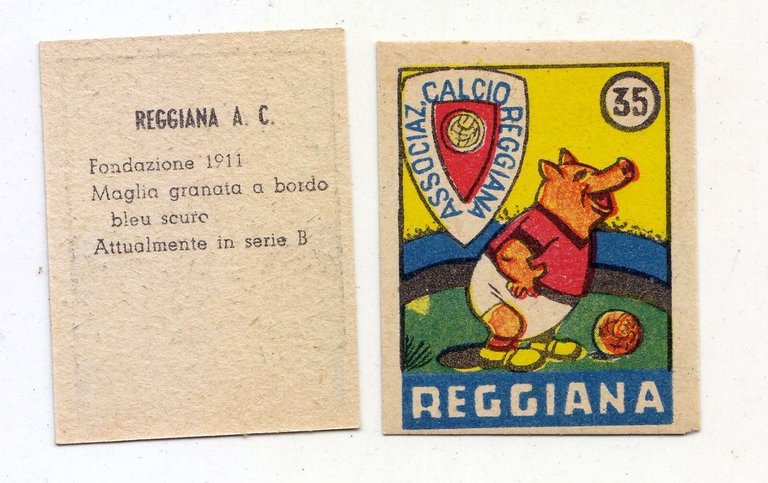 REGGIANA A. C.
Fondazione 1911
Maglia granata a bordo
bleu scuro
Attualmente in serie B
ASSOCIAZ. CALCIO REGGIANA
35
REGGIANA